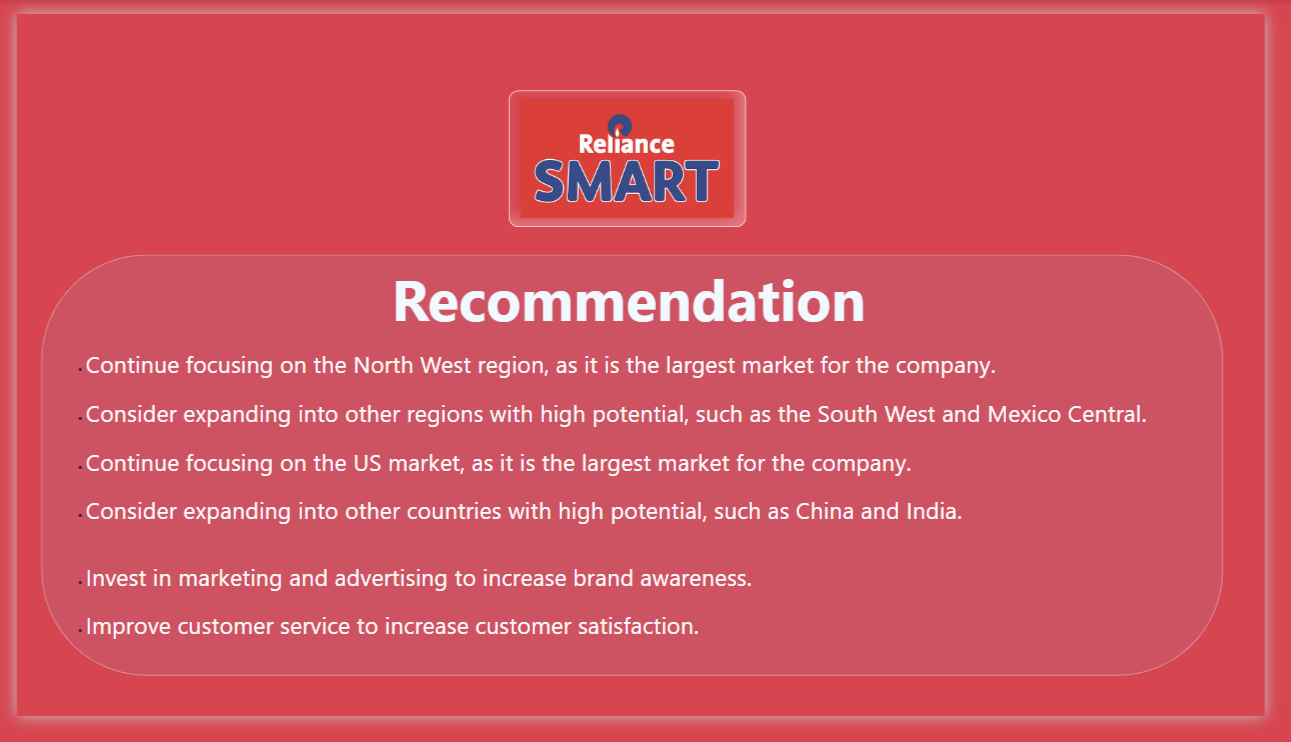 Reliance
SMART
Recommendation
. Continue focusing on the North West region, as it is the largest market for the company.
. Consider expanding into other regions with high potential, such as the South West and Mexico Central.
. Continue focusing on the US market, as it is the largest market for the company.
. Consider expanding into other countries with high potential, such as China and India.
. Invest in marketing and advertising to increase brand awareness.
. Improve customer service to increase customer satisfaction.